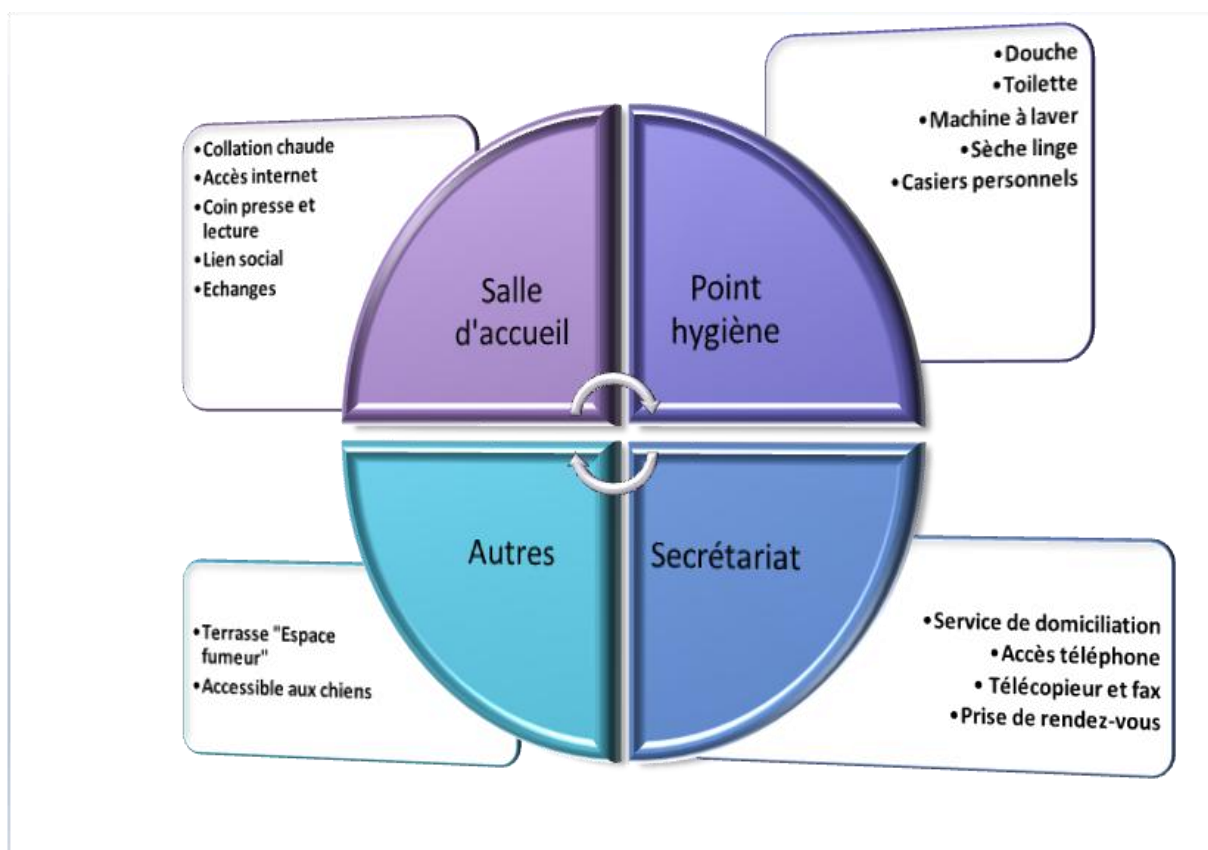 •Collation chaude
•Accès internet
•Coin presse et
lecture
•Lien social
•Echanges
Salle
d'accueil
•Douche
•Toilette
•Machine à laver
•Sèche linge
•Casiers personnels
Point
hygiène
•Terrasse "Espace
fumeur"
•Accessible aux chiens
Autres
Secrétariat
•Service de domiciliation
•Accès téléphone
•Télécopieur et fax
•Prise de rendez-vous